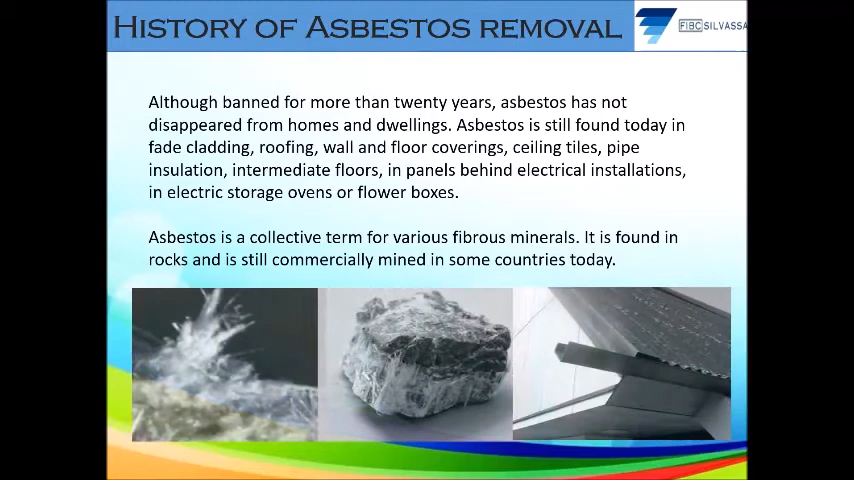 HISTORY OF ASBESTOS REMOVAL
FIBC SILVASSA
Although banned for more than twenty years, asbestos has not
disappeared from homes and dwellings. Asbestos is still found today in
fade cladding, roofing, wall and floor coverings, ceiling tiles, pipe
insulation, intermediate floors, in panels behind electrical installations,
in electric storage ovens or flower boxes.
Asbestos is a collective term for various fibrous minerals. It is found in
rocks and is still commercially mined in some countries today.